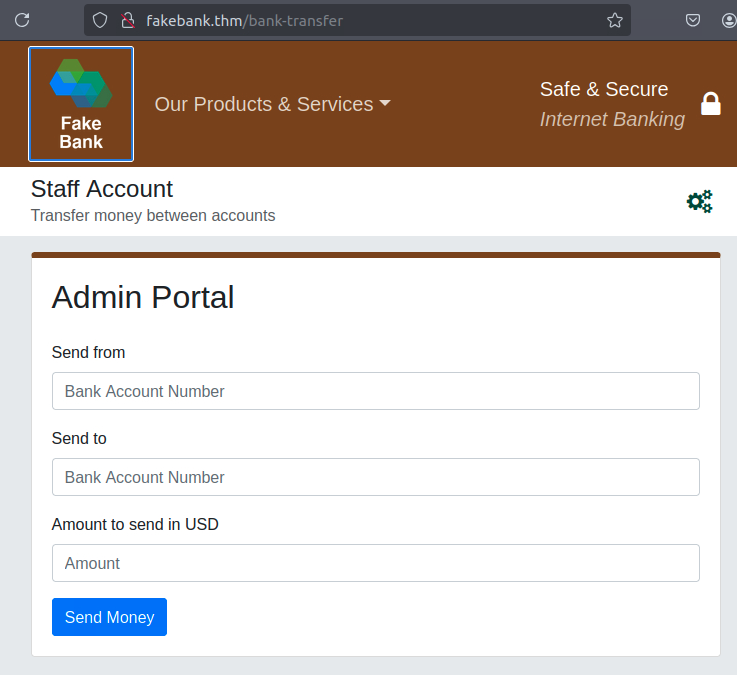 fakebank.thm/bank-transfer
Fake
Bank
Our Products & Services
Safe & Secure
Internet Banking
Staff Account
Transfer money between accounts
Admin Portal
Send from
Bank Account Number
Send to
Bank Account Number
Amount to send in USD
Amount
Send Money